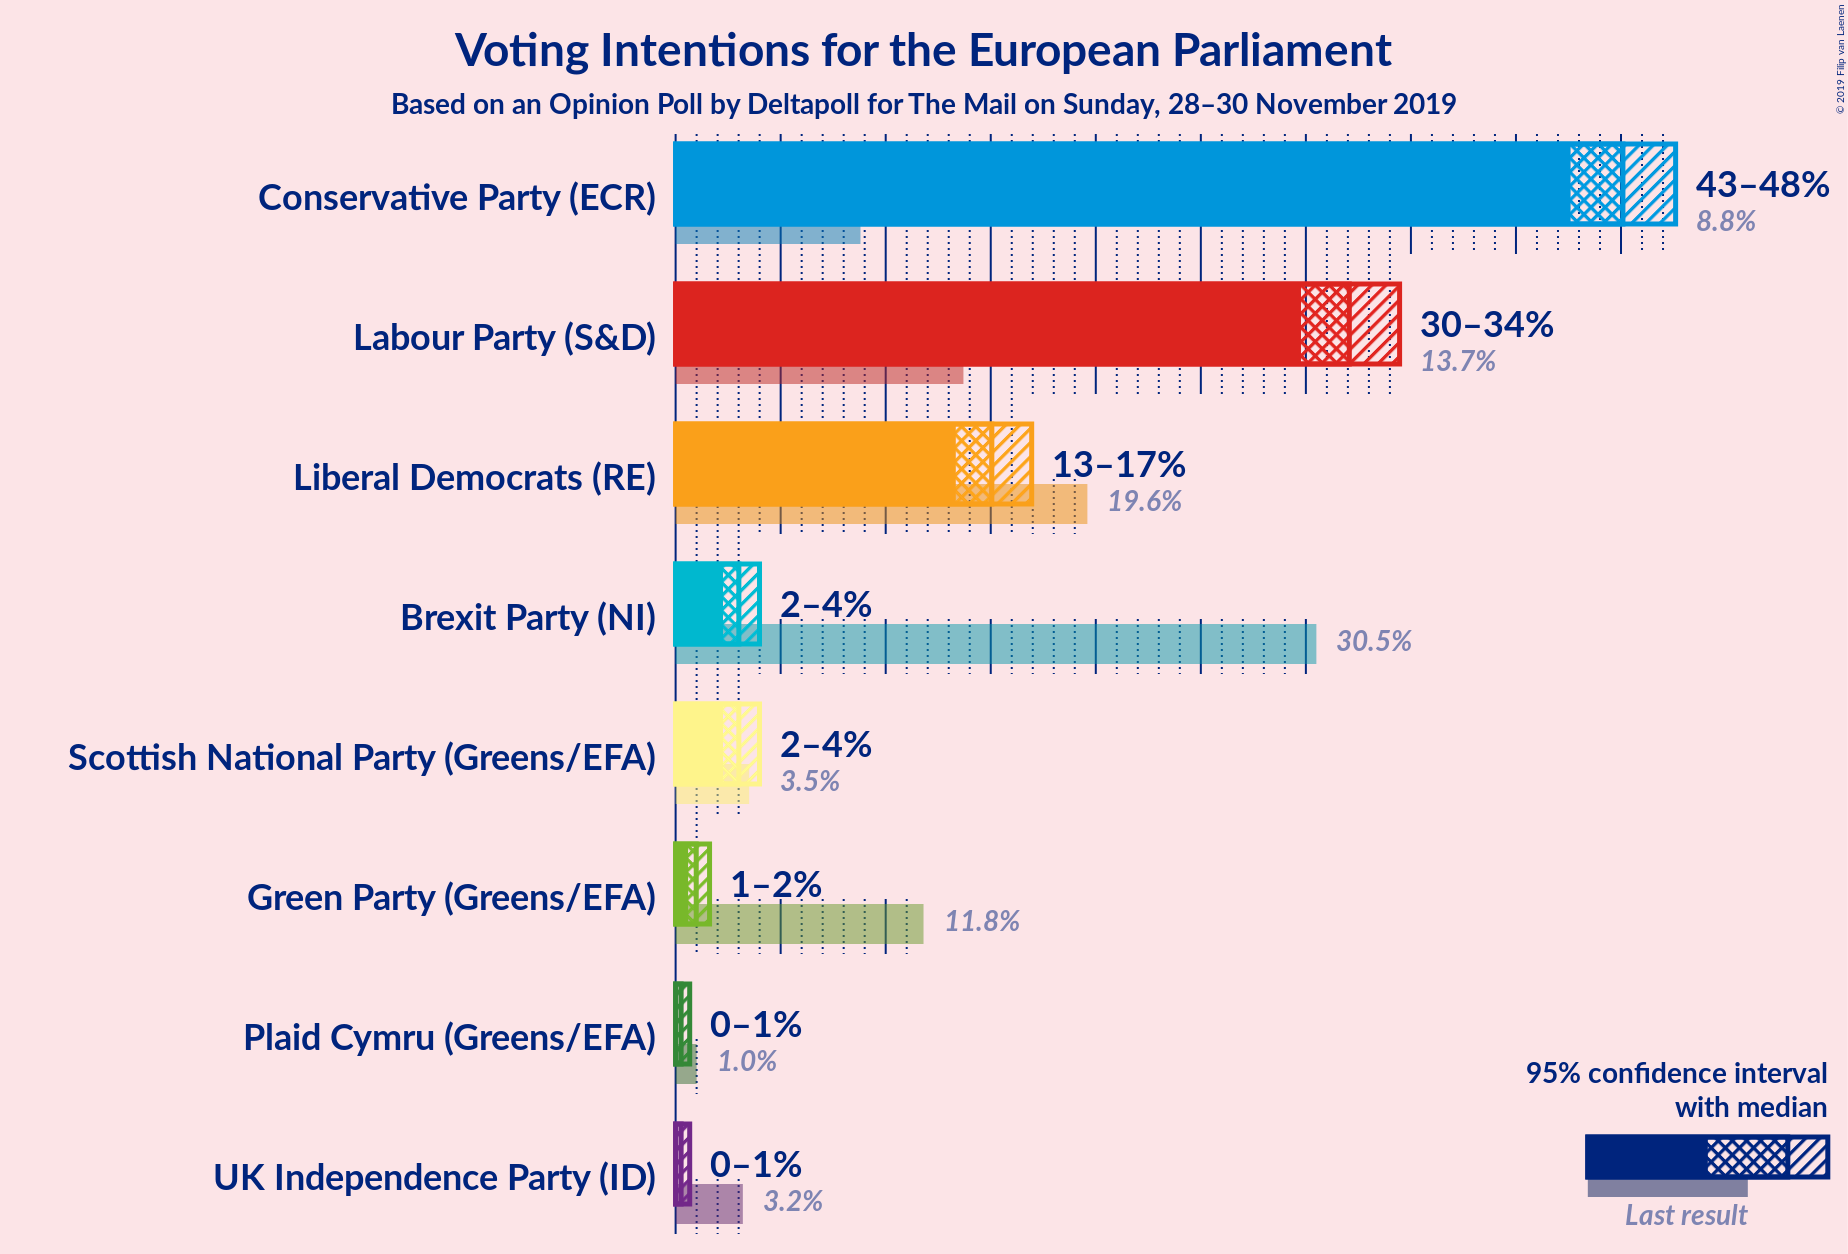 Voting Intentions for the European Parliament
Based on an Opinion Poll by Deltapoll for The Mail on Sunday, 28–30 November 2019
© 2019 Filip van Laenen
Conservative Party (ECR)
43–48%
8.8%
Labour Party (S&D)
30–34%
13.7%
Liberal Democrats (RE)
13–17%
19.6%
Brexit Party (NI)
2–4%
30.5%
Scottish National Party (Greens/EFA)
2–4%
3.5%
Green Party (Greens/EFA)
1–2%
11.8%
Plaid Cymru (Greens/EFA)
0–1%
1.0%
UK Independence Party (ID)
0–1%
3.2%
95% confidence interval
with median
Last result